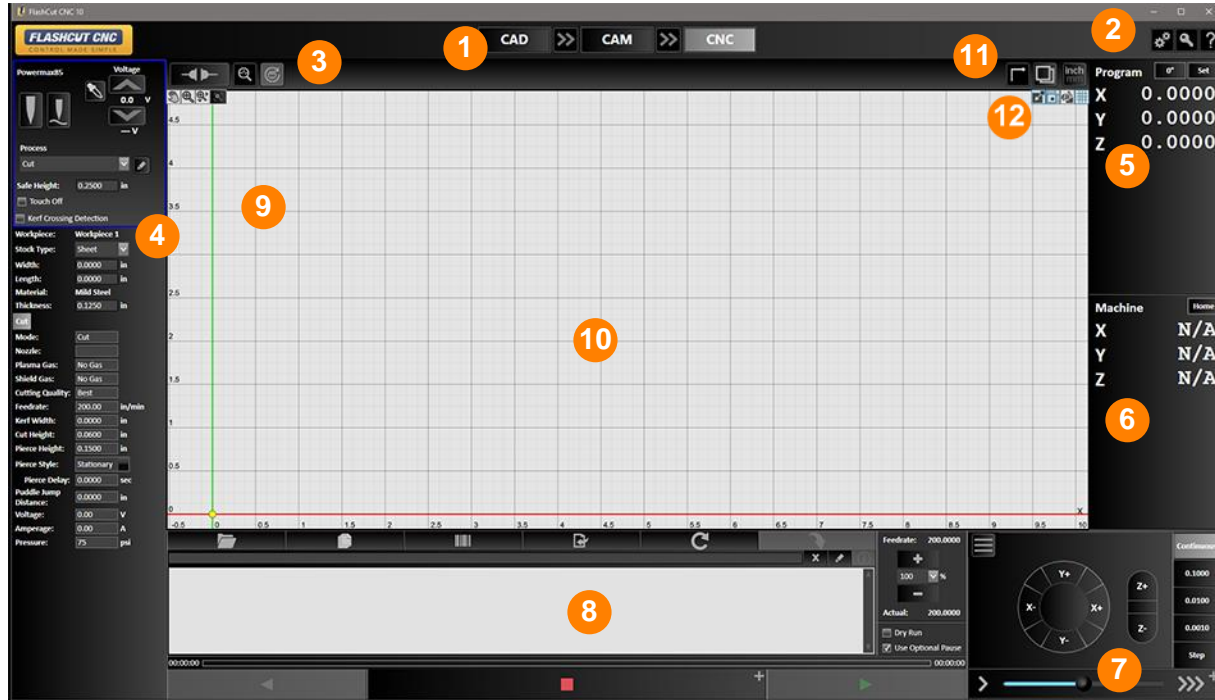 FlashCut CNC 10
FLASHCUT CNC
CONTROL MADE SIMPLE
1
CAD
CAM
CNC
2
?
3
11
inch
mm
12
Powermax85
Voltage
0.0 V
— V
Process
Cut
Safe Height: 0.2500 in
Touch Off
Kerf Crossing Detection
4
Workpiece: Workpiece 1
Stock Type: Sheet
Width: 0.0000 in
Length: 0.0000 in
Material: Mild Steel
Thickness: 0.1250 in
Cut
Mode: Cut
Nozzle:
Plasma Gas: No Gas
Shield Gas: No Gas
Cutting Quality: Best
Feedrate: 200.00 in/min
Kerf Width: 0.0000 in
Cut Height: 0.0600 in
Pierce Height: 0.1500 in
Pierce Style: Stationary
Pierce Delay: 0.0000 sec
Puddle Jump
Distance: 0.0000 in
Voltage: 0.00 V
Amperage: 0.00 A
Pressure: 75 psi
4.5
4
3.5
2.5
2
1.5
1
0.5
0
9
10
X
-0.5 0 0.5 1 1.5 2 2.5 3 3.5 4 4.5 5 5.5 6 6.5 7 7.5 8 8.5 9 9.5 10
Program 0° Set
X 0.0000
Y 0.0000
Z 0.0000
5
Machine Home
X N/A
Y N/A
Z N/A
6
X
8
00:00:00
00:00:00
Feedrate: 200.0000
+
100 %
−
Actual: 200.0000
Dry Run
Use Optional Pause
Y+
X-
X+
Y-
Z+
Z-
Continuous
0.1000
0.0100
0.0010
Step
7